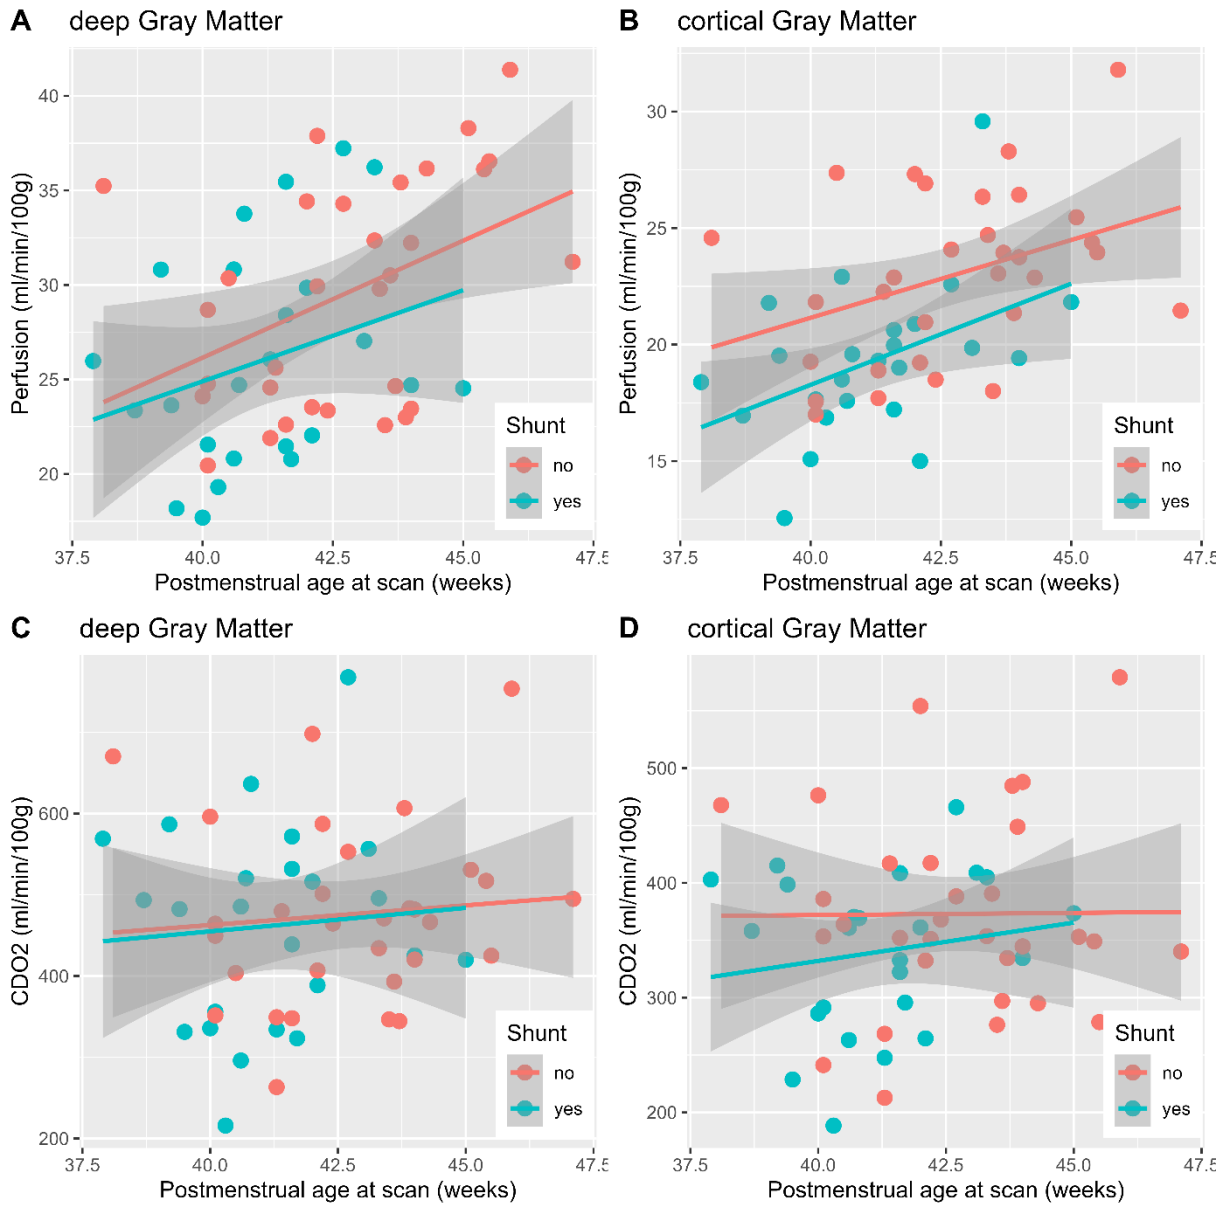 A deep Gray Matter
Perfusion (ml/min/100g)
40
35
30
25
20
Shunt
no
yes
37.5 40.0 42.5 45.0 47.5
Postmenstrual age at scan (weeks)
B cortical Gray Matter
Perfusion (ml/min/100g)
30
25
20
15
Shunt
no
yes
37.5 40.0 42.5 45.0 47.5
Postmenstrual age at scan (weeks)
C deep Gray Matter
CDO2 (ml/min/100g)
600
400
200
Shunt
no
yes
37.5 40.0 42.5 45.0 47.5
Postmenstrual age at scan (weeks)
D cortical Gray Matter
CDO2 (ml/min/100g)
500
400
300
200
Shunt
no
yes
37.5 40.0 42.5 45.0 47.5
Postmenstrual age at scan (weeks)